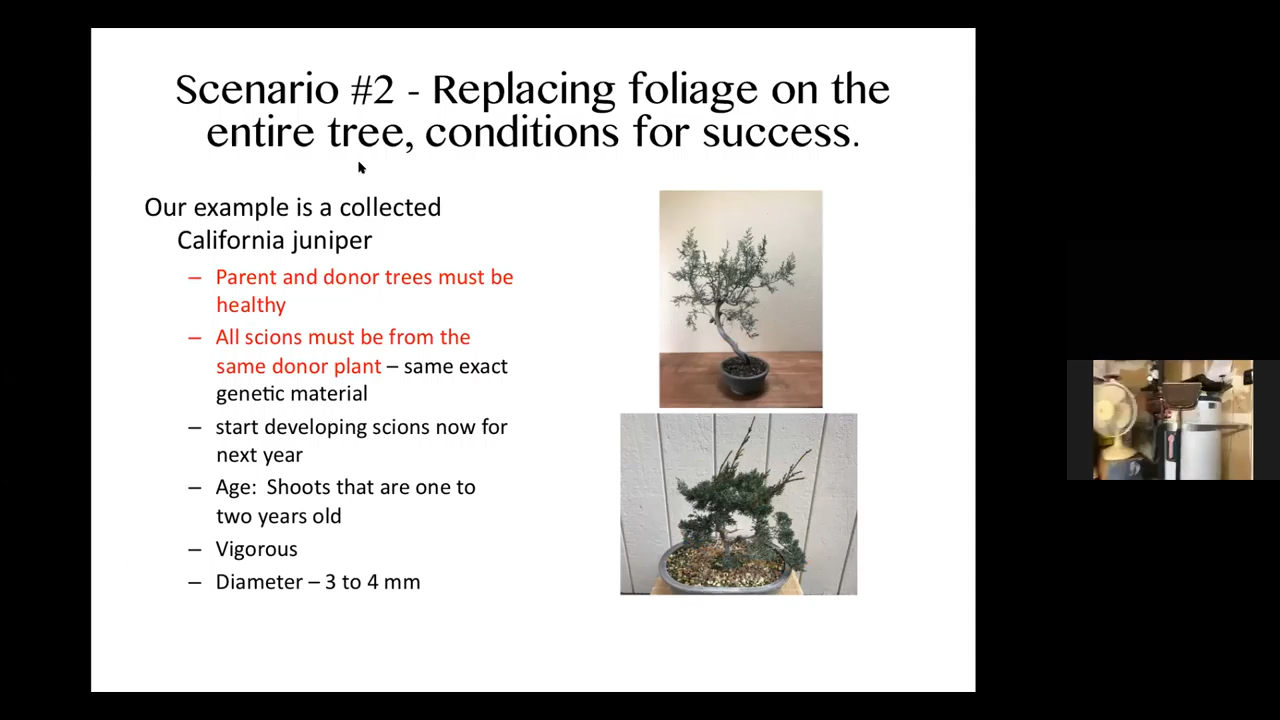 Scenario #2 - Replacing foliage on the
entire tree, conditions for success.
Our example is a collected
California juniper
– Parent and donor trees must be
healthy
– All scions must be from the
same donor plant – same exact
genetic material
– start developing scions now for
next year
– Age: Shoots that are one to
two years old
– Vigorous
– Diameter – 3 to 4 mm